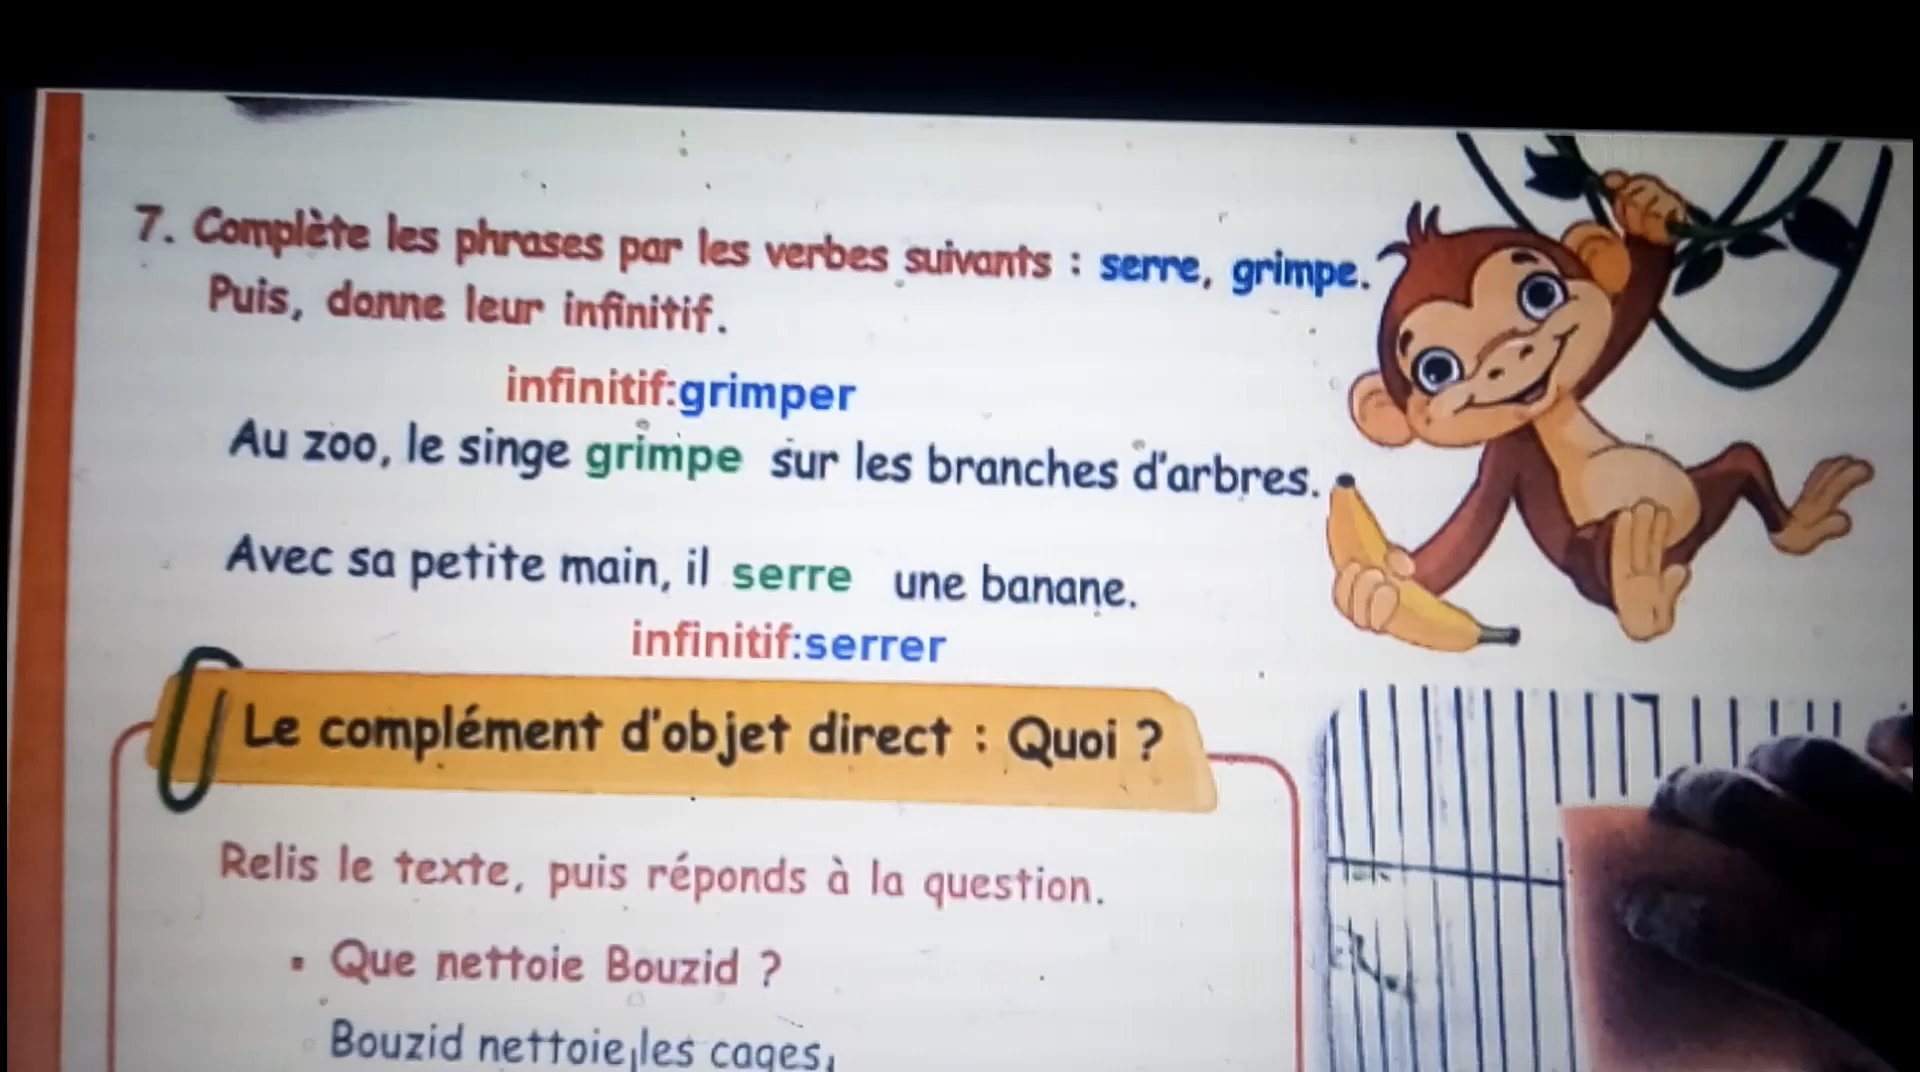 7. Complète les phrases par les verbes suivants : serre, grimpe.
Puis, donne leur infinitif.
infinitif:grimper
Au zoo, le singe grimpe sur les branches d'arbres.
Avec sa petite main, il serre une banane.
infinitif:serrer
Le complément d'objet direct : Quoi ?
Relis le texte, puis réponds à la question.
▪ Que nettoie Bouzid ?
Bouzid nettoie les cages.